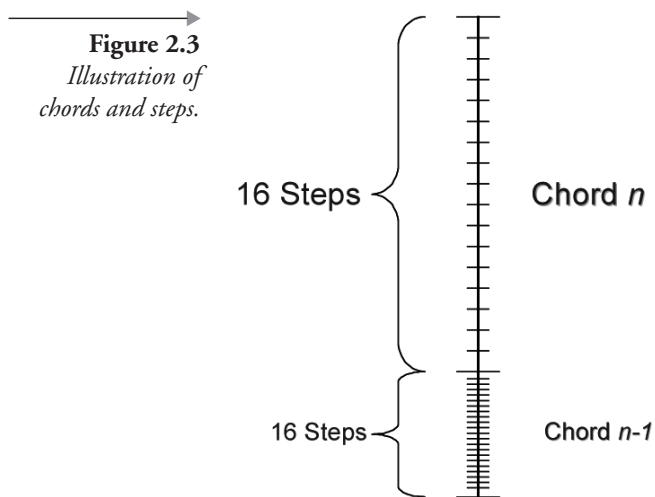 Figure 2.3
Illustration of
chords and steps.
16 Steps
Chord n
16 Steps
Chord n-1